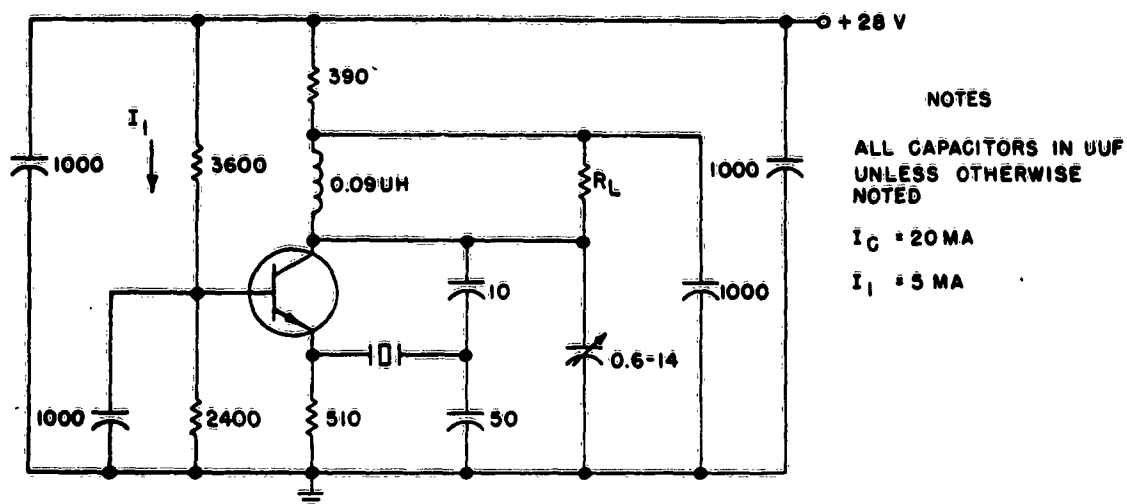 + 28 V
390
I1
1000
3600
0.09UH
RL
1000
10
1000
0.6-14
1000
2400
510
50
NOTES
ALL CAPACITORS IN UUF
UNLESS OTHERWISE
NOTED
IC = 20 MA
I1 = 5 MA